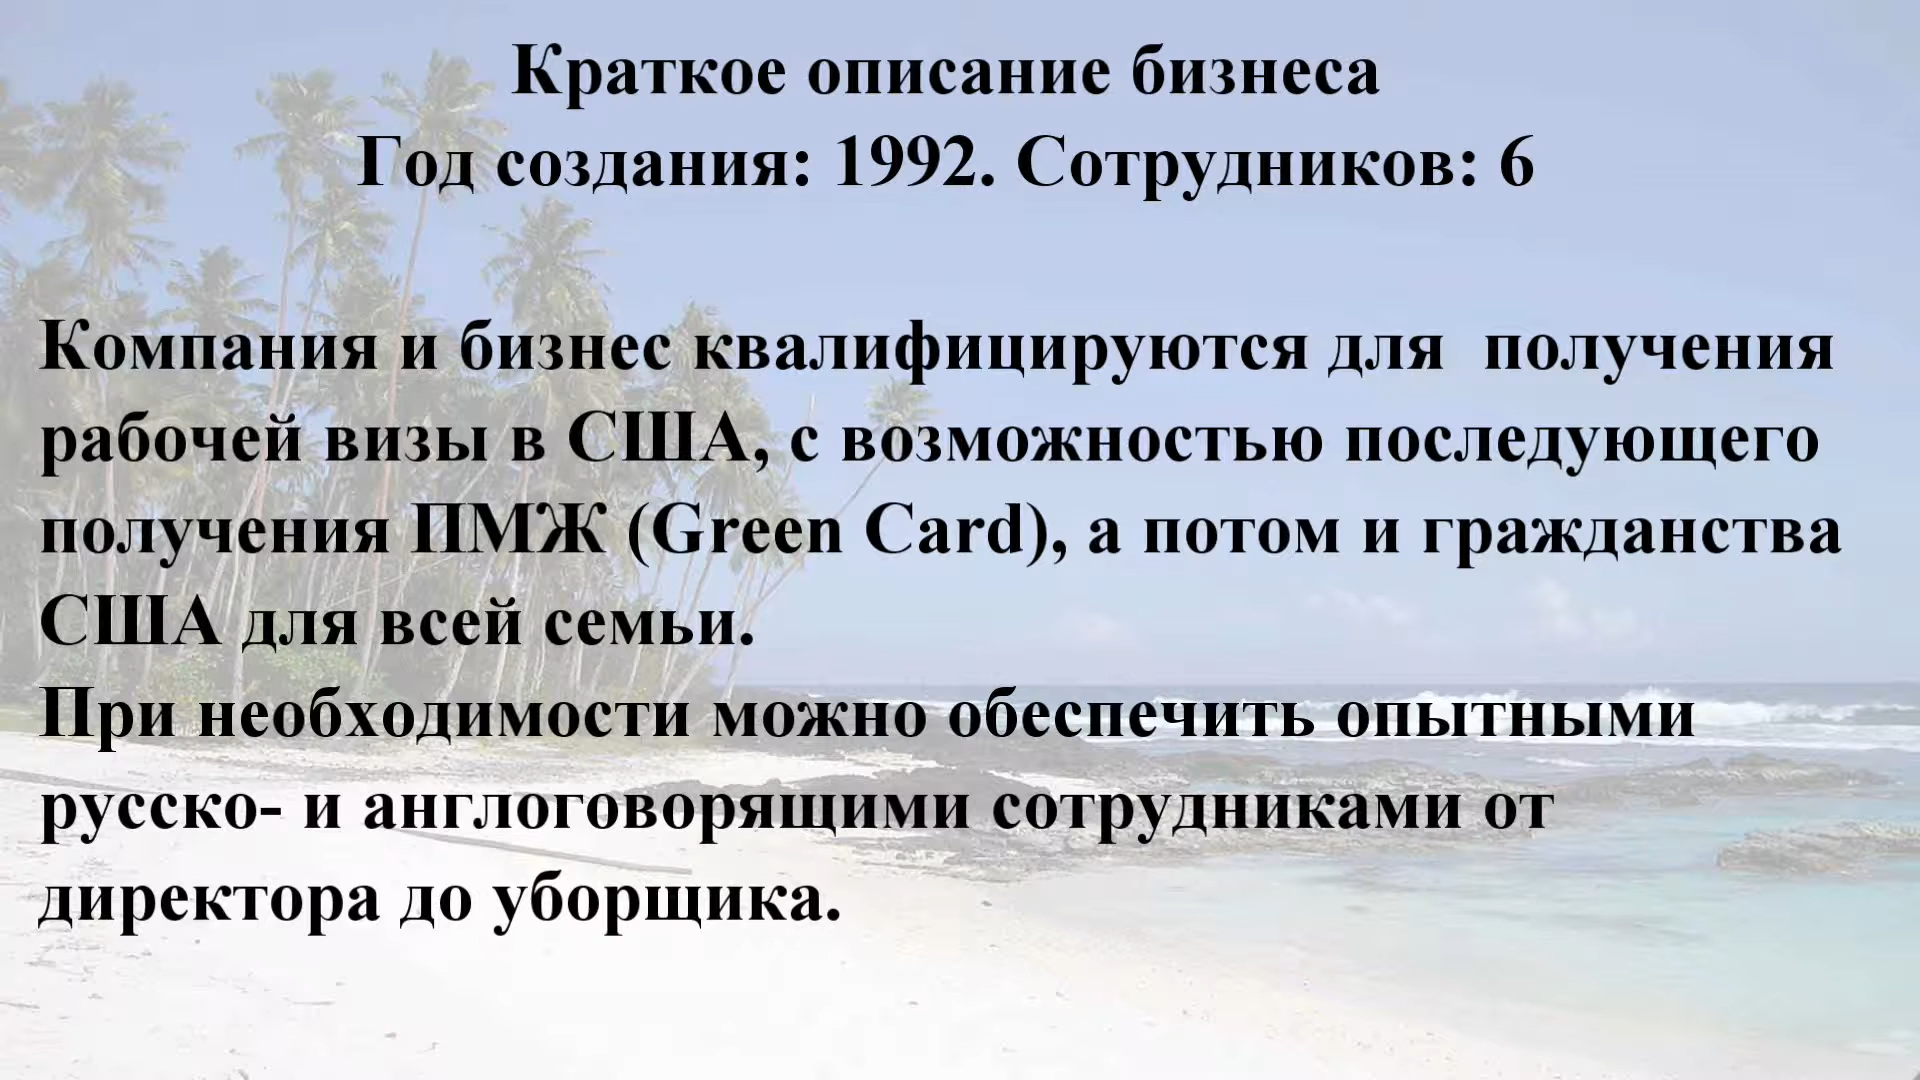 Краткое описание бизнеса
Год создания: 1992. Сотрудников: 6
Компания и бизнес квалифицируются для  получения
рабочей визы в США, с возможностью последующего
получения ПМЖ (Green Card), а потом и гражданства
США для всей семьи.
При необходимости можно обеспечить опытными
русско- и англоговорящими сотрудниками от
директора до уборщика.